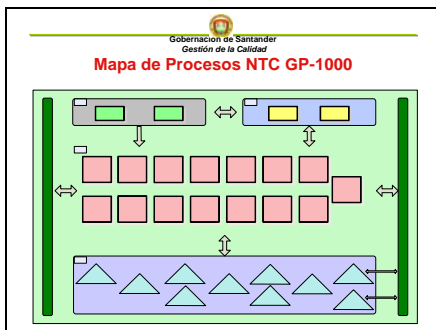 Gobernación de Santander
Gestión de la Calidad
Mapa de Procesos NTC GP-1000